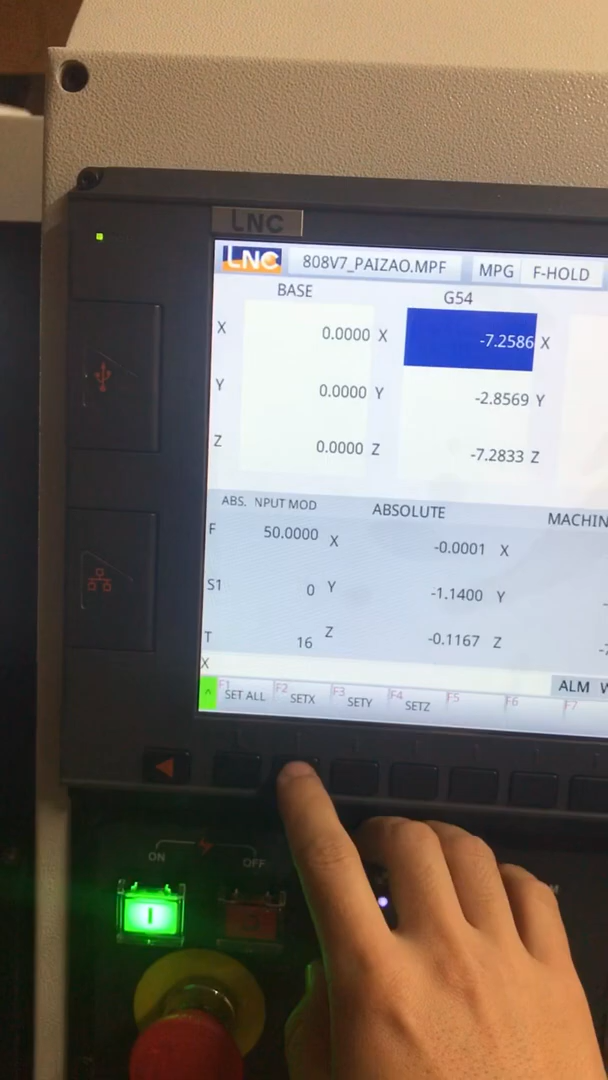 LNC
LNC 808V7_PAIZAO.MPF MPG F-HOLD
BASE G54
X 0.0000 X -7.2586 X
Y 0.0000 Y -2.8569 Y
Z 0.0000 Z -7.2833 Z
ABS. NPUT MOD ABSOLUTE MACHIN
F 50.0000 X -0.0001 X
S1 0 Y -1.1400 Y
T 16 Z -0.1167 Z
X
ALM W
^ F1 SET ALL F2 SETX F3 SETY F4 SETZ F5 F6 F7
ON OFF
I